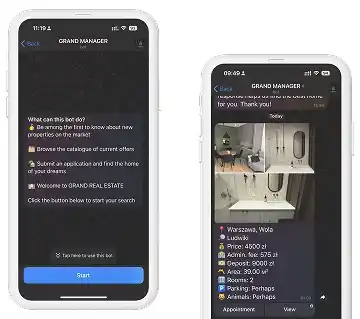 11:19
Back
GRAND MANAGER
bot
What can this bot do?
Be among the first to know about new
properties on the market
Browse the catalogue of current offers
Submit an application and find the home
of your dreams
Welcome to GRAND REAL ESTATE
Click the button below to start your search
Tap here to use this bot
Start
09:49
Back
GRAND MANAGER
bot
response helps us find the best home
for you. Thank you!
Today
Warszawa, Wola
Ludwiki
Price: 4500 zł
Admin. fee: 575 zł
Deposit: 9000 zł
Area: 39.00 m²
Rooms: 2
Parking: Perhaps
Animals: Perhaps
Appointment
View